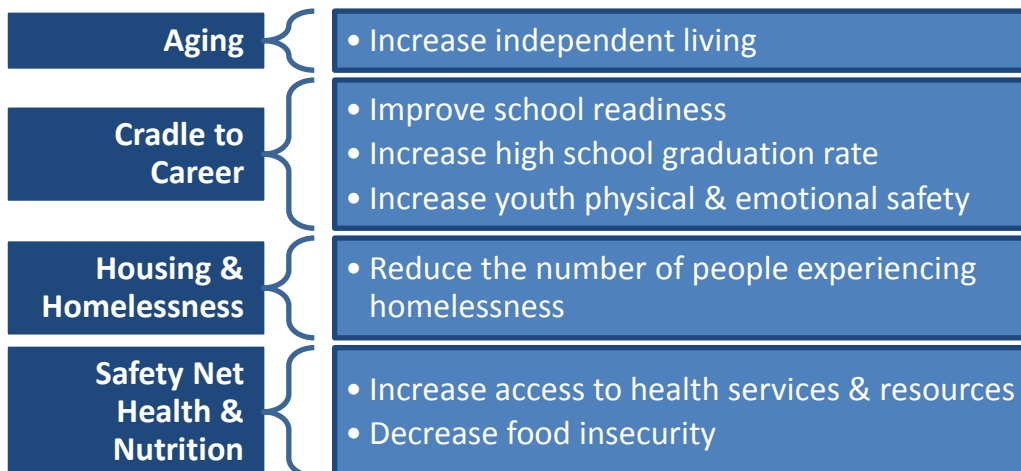 Aging
• Increase independent living
Cradle to
Career
• Improve school readiness
• Increase high school graduation rate
• Increase youth physical & emotional safety
Housing &
Homelessness
• Reduce the number of people experiencing
homelessness
Safety Net
Health &
Nutrition
• Increase access to health services & resources
• Decrease food insecurity